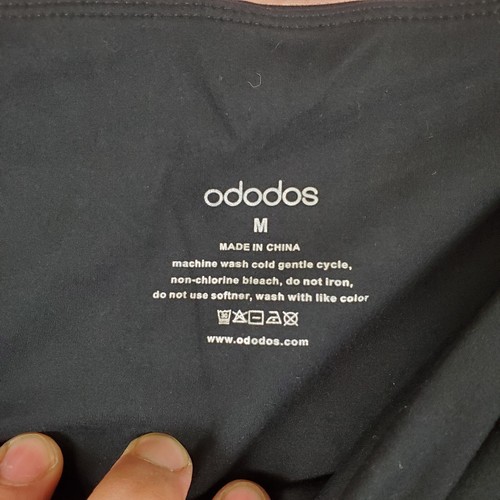 ododos
M
MADE IN CHINA
machine wash cold gentle cycle,
non-chlorine bleach, do not iron,
do not use softner, wash with like color
www.ododos.com